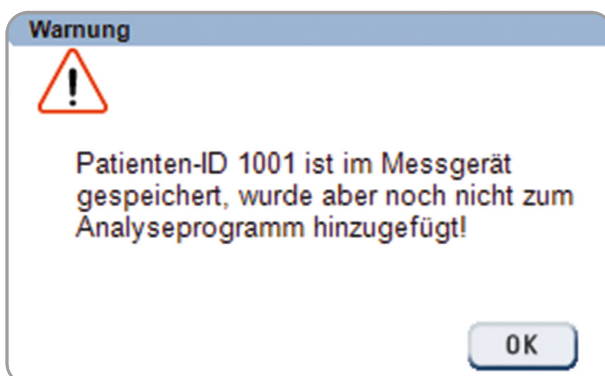 Warnung
Patienten-ID 1001 ist im Messgerät
gespeichert, wurde aber noch nicht zum
Analyseprogramm hinzugefügt!
OK